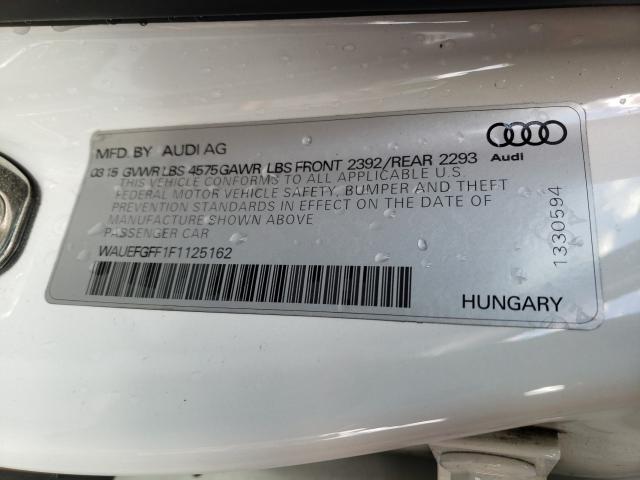 MFD. BY AUDI AG
03 15 GVWR LBS 4575 GAWR LBS FRONT 2392/REAR 2293
THIS VEHICLE CONFORMS TO ALL APPLICABLE U.S.
FEDERAL MOTOR VEHICLE SAFETY, BUMPER AND THEFT
PREVENTION STANDARDS IN EFFECT ON THE DATE OF
MANUFACTURE SHOWN ABOVE
PASSENGER CAR
WAUEFGFF1F1125162
HUNGARY
Audi
1330594